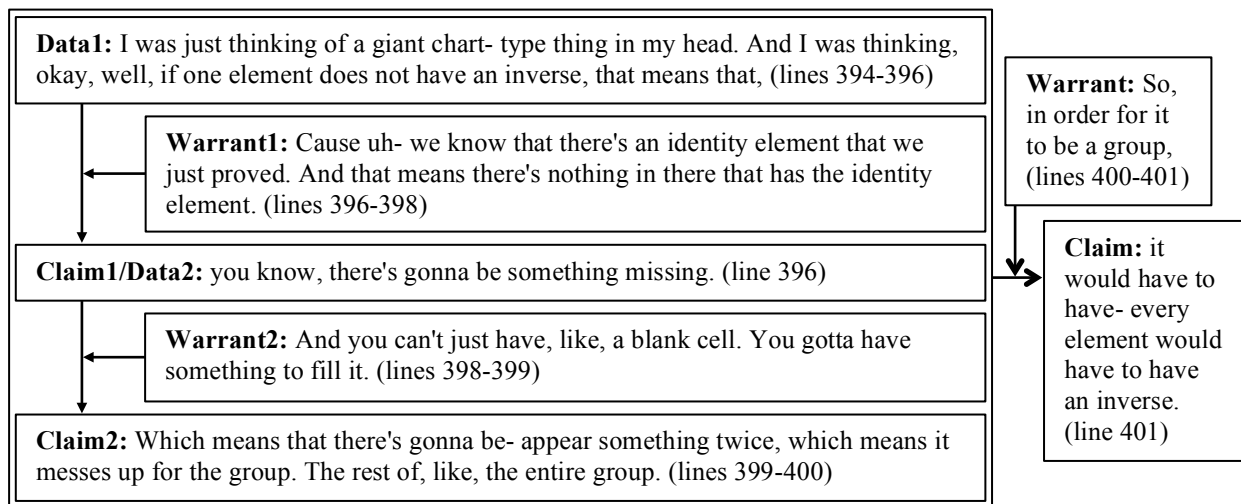 Data1: I was just thinking of a giant chart- type thing in my head. And I was thinking,
okay, well, if one element does not have an inverse, that means that, (lines 394-396)
Warrant1: Cause uh- we know that there's an identity element that we
just proved. And that means there's nothing in there that has the identity
element. (lines 396-398)
Claim1/Data2: you know, there's gonna be something missing. (line 396)
Warrant2: And you can't just have, like, a blank cell. You gotta have
something to fill it. (lines 398-399)
Claim2: Which means that there's gonna be- appear something twice, which means it
messes up for the group. The rest of, like, the entire group. (lines 399-400)
Warrant: So,
in order for it
to be a group,
(lines 400-401)
Claim: it
would have to
have- every
element would
have to have
an inverse.
(line 401)